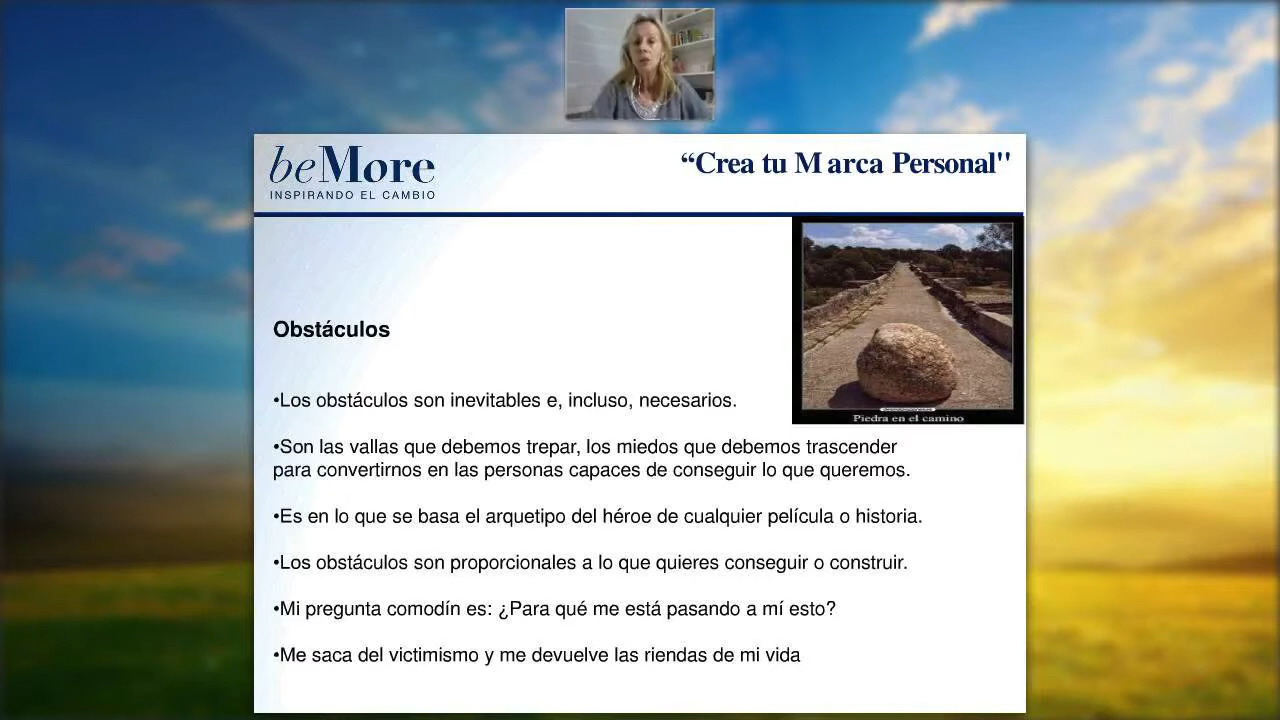 beMore
INSPIRANDO EL CAMBIO
“Crea tu Marca Personal"
Piedra en el camino
Obstáculos
•Los obstáculos son inevitables e, incluso, necesarios.
•Son las vallas que debemos trepar, los miedos que debemos trascender
para convertirnos en las personas capaces de conseguir lo que queremos.
•Es en lo que se basa el arquetipo del héroe de cualquier película o historia.
•Los obstáculos son proporcionales a lo que quieres conseguir o construir.
•Mi pregunta comodín es: ¿Para qué me está pasando a mí esto?
•Me saca del victimismo y me devuelve las riendas de mi vida